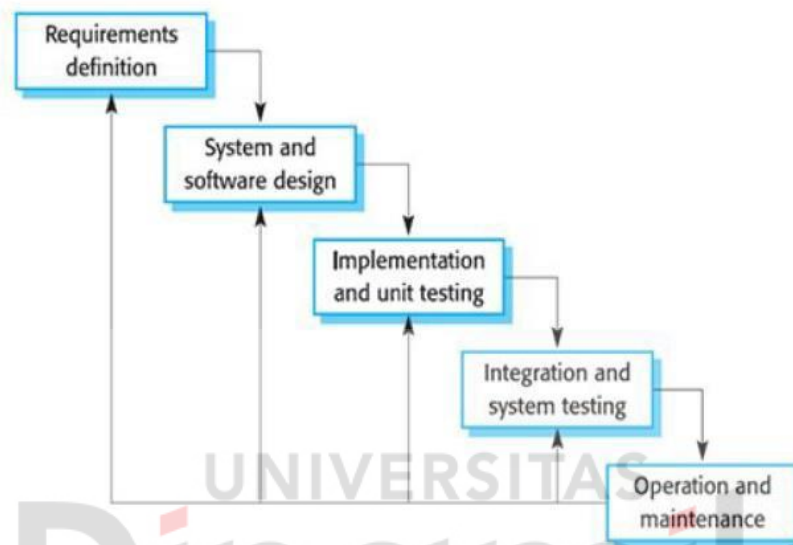 Requirements
definition
System and
software design
Implementation
and unit testing
Integration and
system testing
UNIVERSITAS
Operation and
maintenance